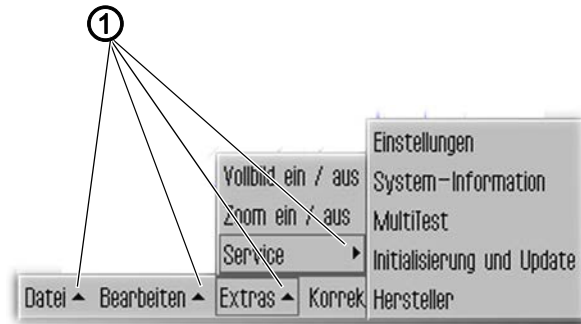 1
Einstellungen
Vollbild ein / aus
System-Information
Zoom ein / aus
MultiTest
Service
Initialisierung und Update
Datei Bearbeiten Extras Korrek
Hersteller